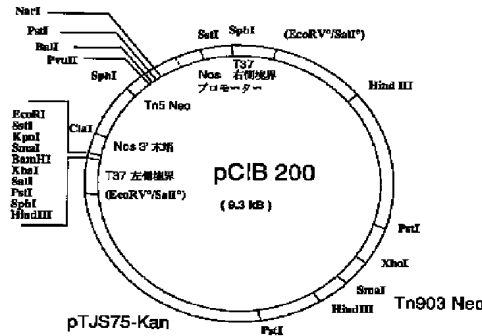 NarI
PstI
BalI
PvuII
SphI
SstI
SphI
(EcoRV°/SalI°)
T37
右側境界
Nos
プロモーター
Tn5 Neo
Hind III
ClaI
EcoRI
SstI
KpnI
SmaI
BamHI
XbaI
SalI
PstI
SphI
HindIII
Nos 3' 末端
T37 左側境界
(EcoRV°/SalI°)
pCIB 200
( 9.3 kB )
PstI
XhoI
SmaI
HindIII
Tn903 Neo
PstI
pTJS75-Kan